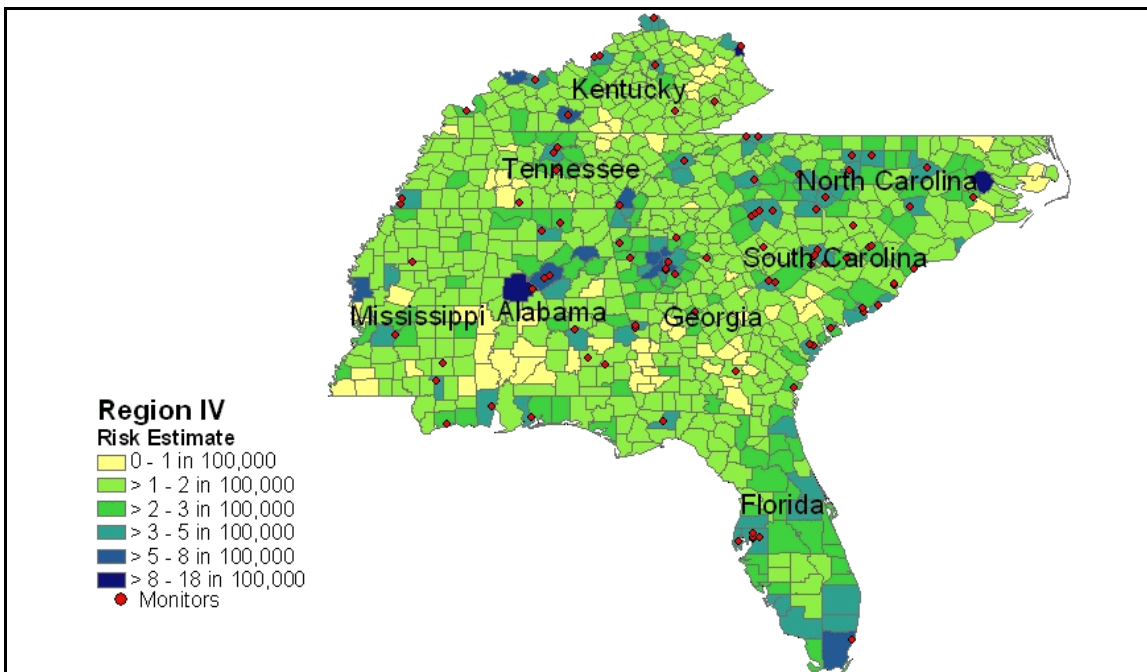 Kentucky
Tennessee
North Carolina
South Carolina
Mississippi
Alabama
Georgia
Florida
Region IV
Risk Estimate
0 - 1 in 100,000
> 1 - 2 in 100,000
> 2 - 3 in 100,000
> 3 - 5 in 100,000
> 5 - 8 in 100,000
> 8 - 18 in 100,000
Monitors